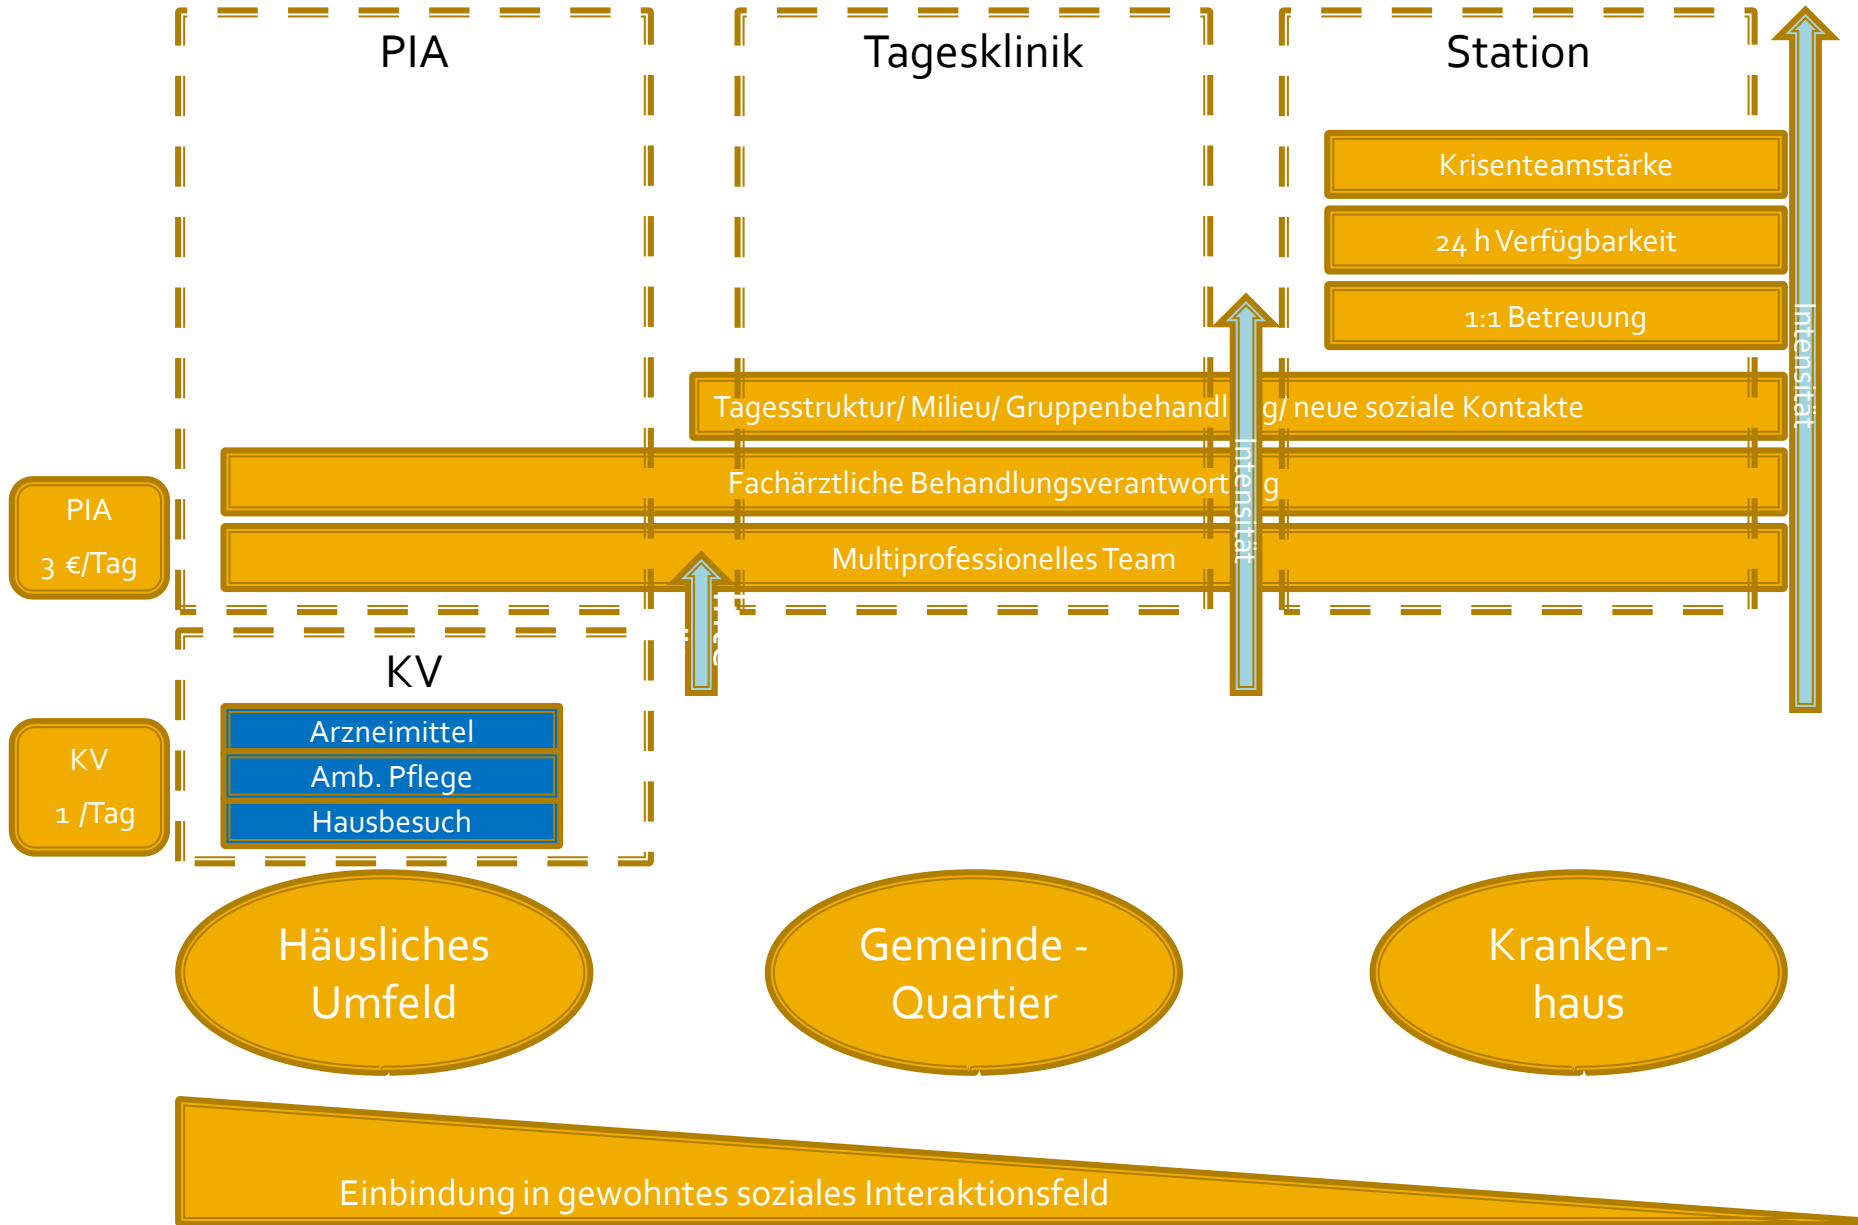 PIA
Tagesklinik
Station
Krisenteamstärke
24 h Verfügbarkeit
1:1 Betreuung
Intensität
Tagesstruktur/ Milieu/ Gruppenbehandl g/ neue soziale Kontakte
Fachärztliche Behandlungsverantwort g
Intensität
Multiprofessionelles Team
PIA
3 €/Tag
KV
Arzneimittel
Amb. Pflege
Hausbesuch
KV
1 /Tag
Häusliches
Umfeld
Gemeinde -
Quartier
Kranken-
haus
Einbindung in gewohntes soziales Interaktionsfeld